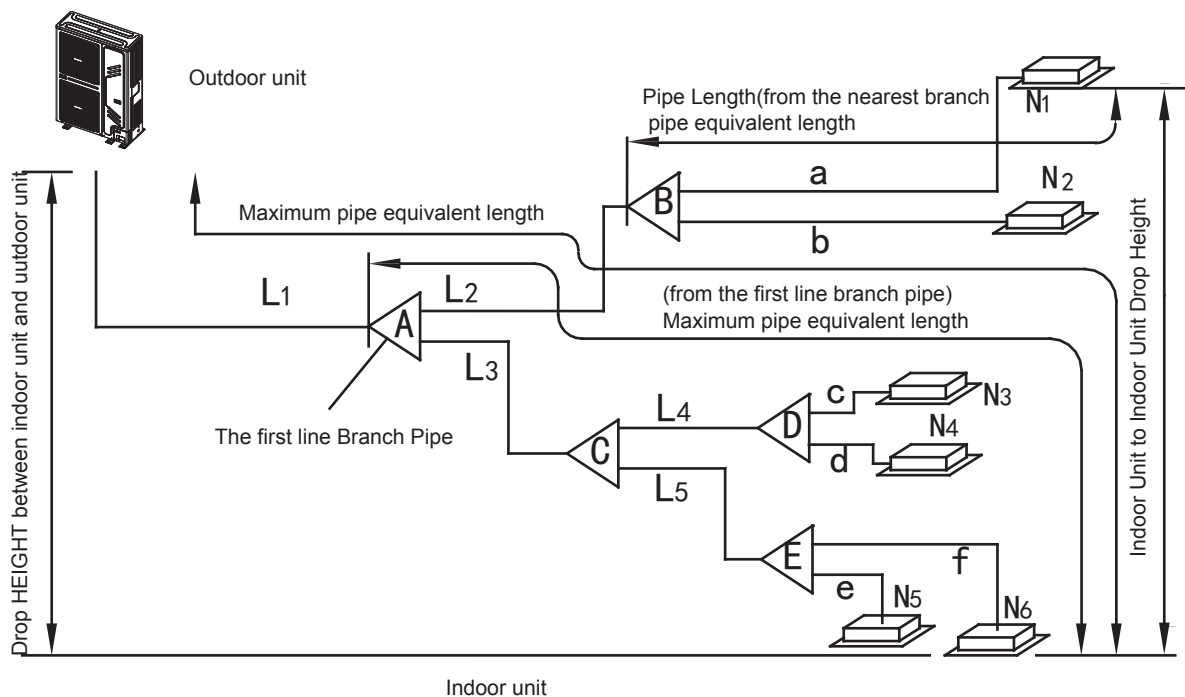 Outdoor unit
Pipe Length(from the nearest branch
pipe equivalent length
N1
a
N2
B
b
Maximum pipe equivalent length
L1
L2
(from the first line branch pipe)
Maximum pipe equivalent length
A
L3
The first line Branch Pipe
L4
c
N3
D
C
d
N4
L5
E
f
e
N5
N6
Indoor unit
Drop HEIGHT between indoor unit and uutdoor unit
Indoor Unit to Indoor Unit Drop Height